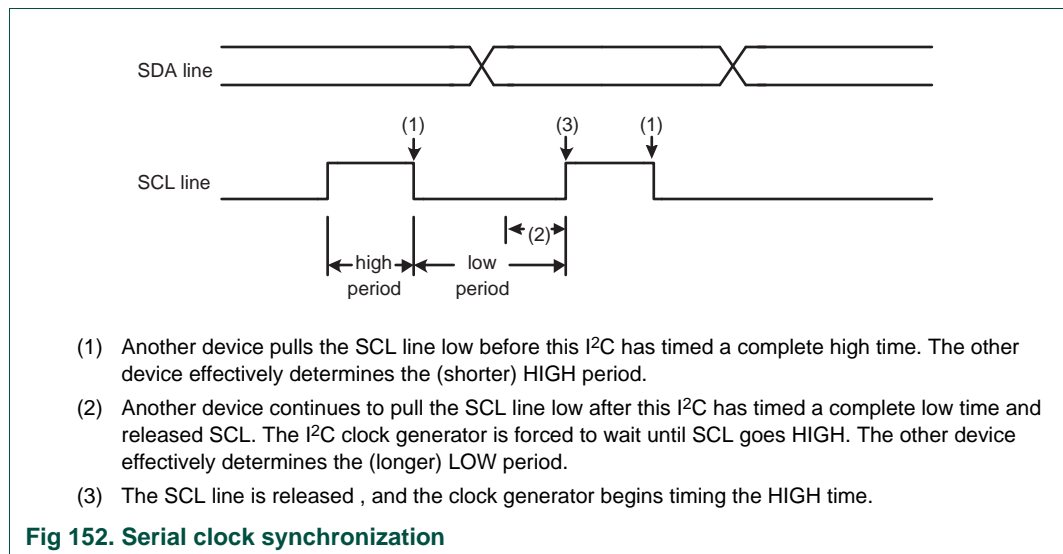 SDA line
(1)
(3)
(1)
SCL line
(2)
high
period
low
period
(1) Another device pulls the SCL line low before this I2C has timed a complete high time. The other
device effectively determines the (shorter) HIGH period.
(2) Another device continues to pull the SCL line low after this I2C has timed a complete low time and
released SCL. The I2C clock generator is forced to wait until SCL goes HIGH. The other device
effectively determines the (longer) LOW period.
(3) The SCL line is released , and the clock generator begins timing the HIGH time.
Fig 152. Serial clock synchronization